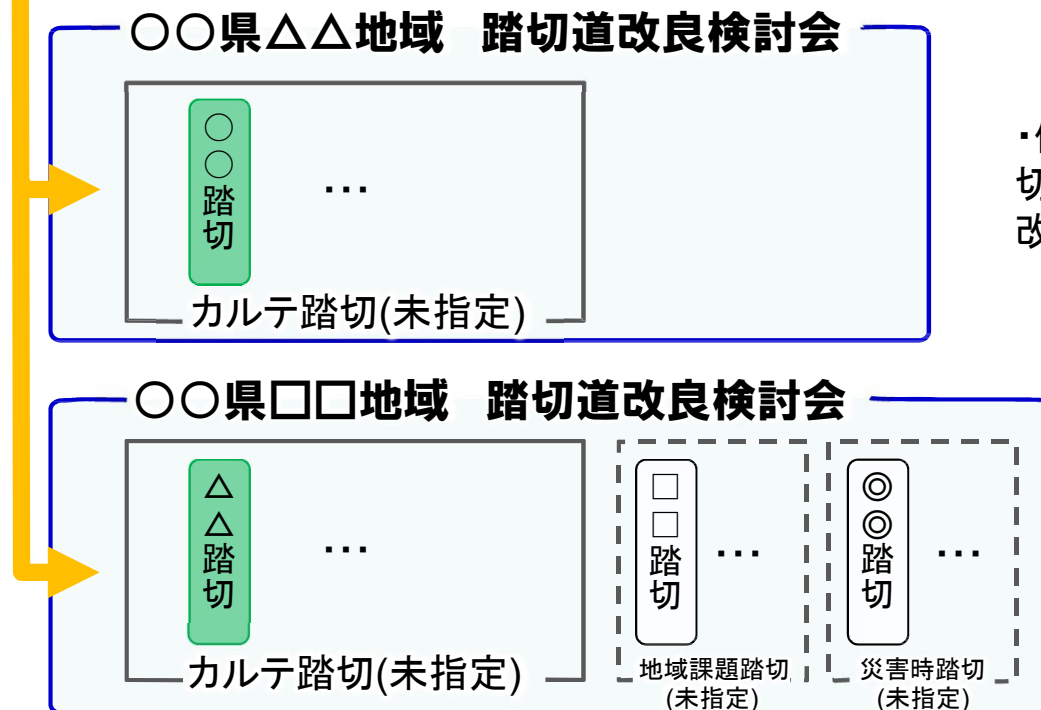 ○○県△△地域 踏切道改良検討会
○○踏切
…
カルテ踏切(未指定)
・
切
改
○○県□□地域 踏切道改良検討会
△△踏切
…
カルテ踏切(未指定)
□□踏切
…
地域課題踏切
(未指定)
◎◎踏切
…
災害時踏切
(未指定)